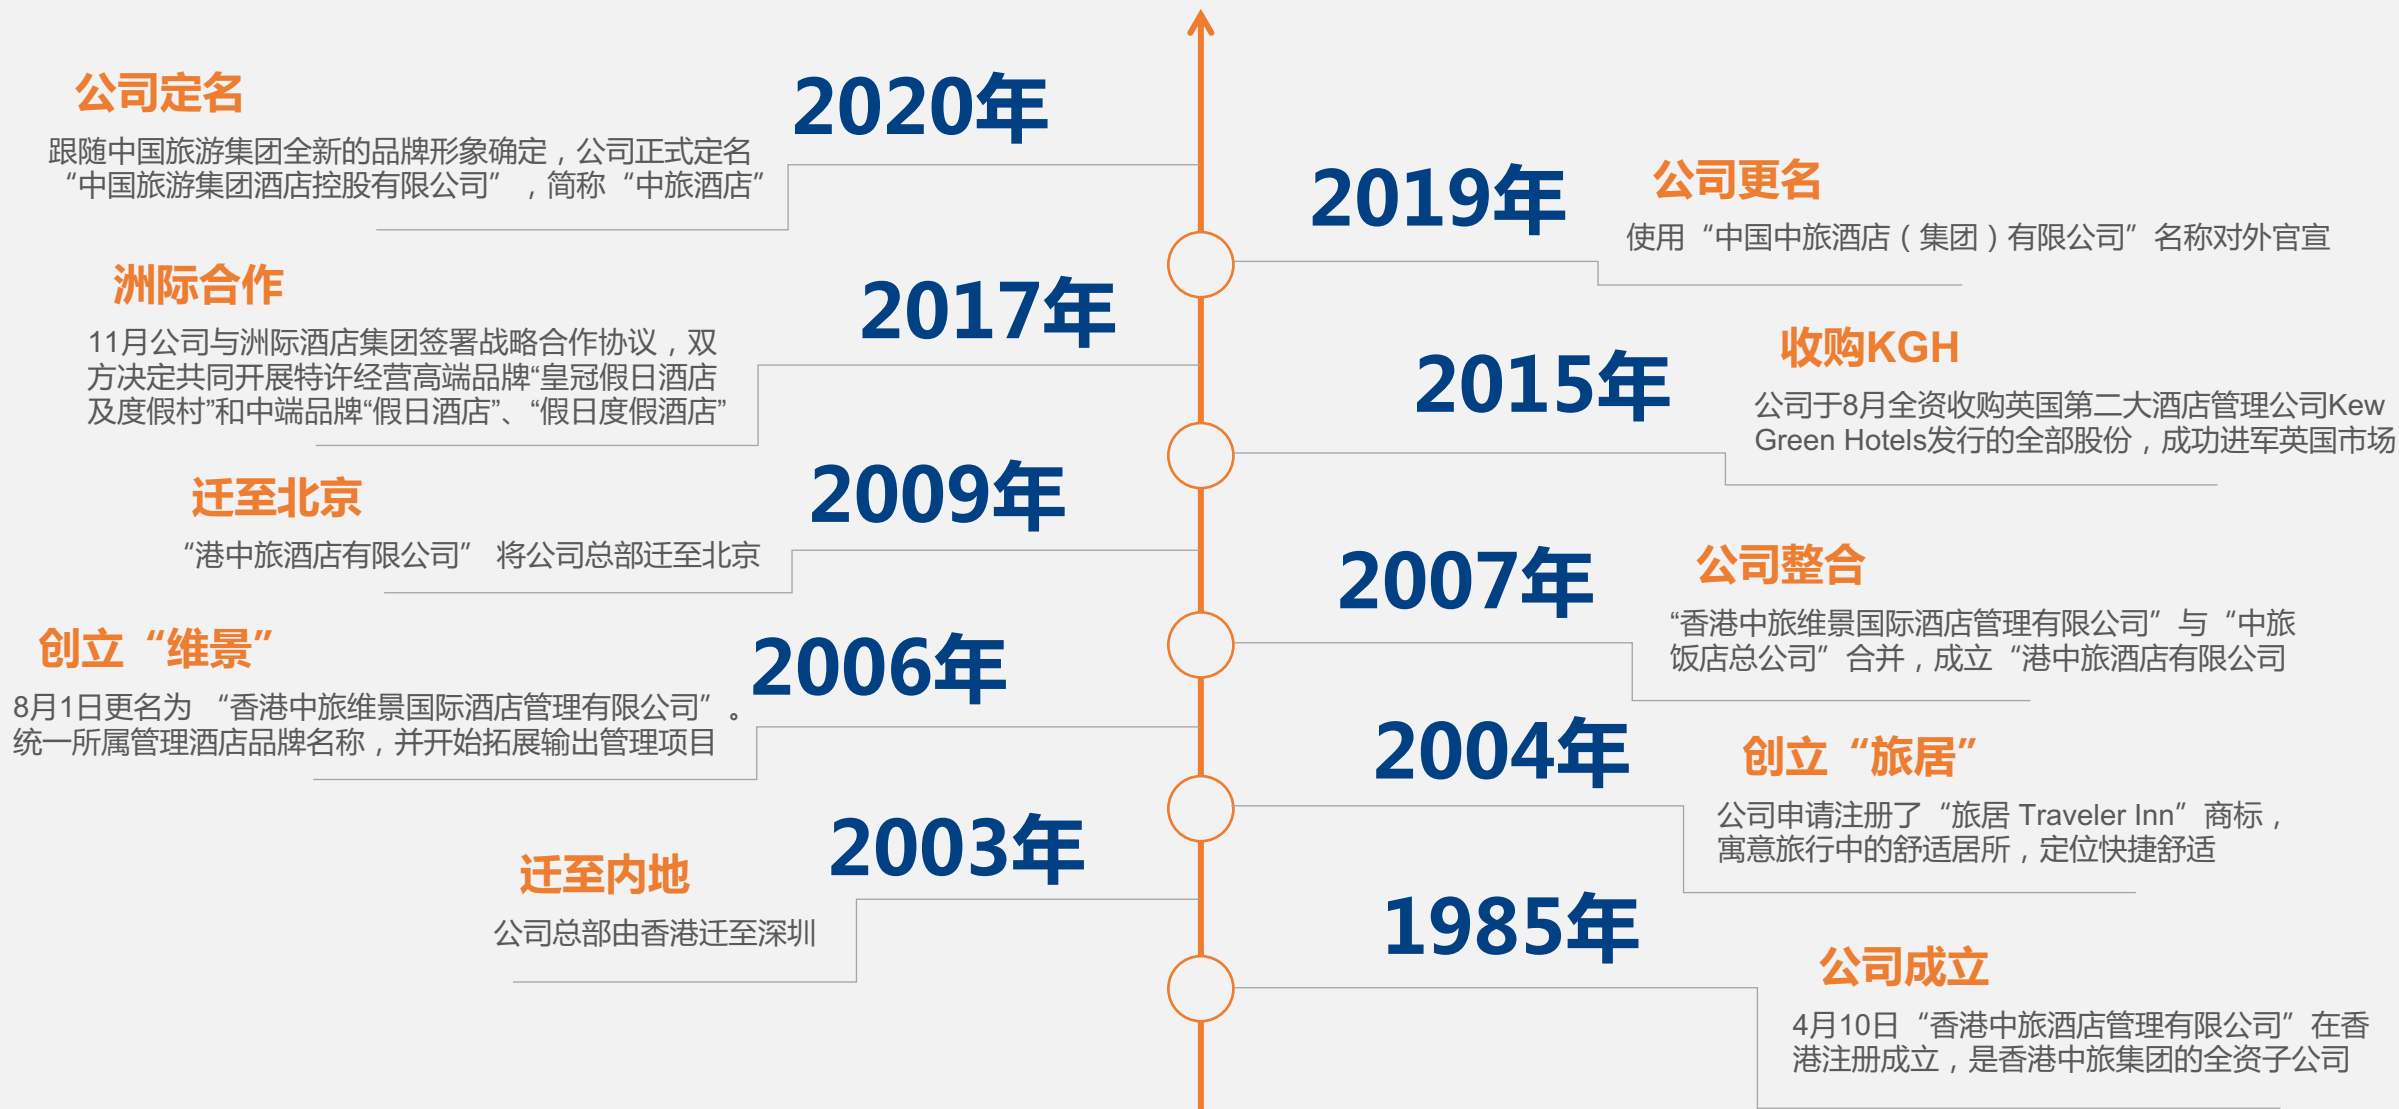 2020年
公司定名
跟随中国旅游集团全新的品牌形象确定，公司正式定名
“中国旅游集团酒店控股有限公司”，简称“中旅酒店”
2019年
公司更名
使用“中国中旅酒店（集团）有限公司”名称对外官宣
2017年
洲际合作
11月公司与洲际酒店集团签署战略合作协议，双
方决定共同开展特许经营高端品牌“皇冠假日酒店
及度假村”和中端品牌“假日酒店”、“假日度假酒店”
2015年
收购KGH
公司于8月全资收购英国第二大酒店管理公司Kew
Green Hotels发行的全部股份，成功进军英国市场
2009年
迁至北京
“港中旅酒店有限公司” 将公司总部迁至北京
2007年
公司整合
“香港中旅维景国际酒店管理有限公司”与“中旅
饭店总公司”合并，成立“港中旅酒店有限公司
2006年
创立“维景”
8月1日更名为 “香港中旅维景国际酒店管理有限公司”。
统一所属管理酒店品牌名称，并开始拓展输出管理项目
2004年
创立“旅居”
公司申请注册了“旅居 Traveler Inn”商标，
寓意旅行中的舒适居所，定位快捷舒适
2003年
迁至内地
公司总部由香港迁至深圳
1985年
公司成立
4月10日“香港中旅酒店管理有限公司”在香
港注册成立，是香港中旅集团的全资子公司